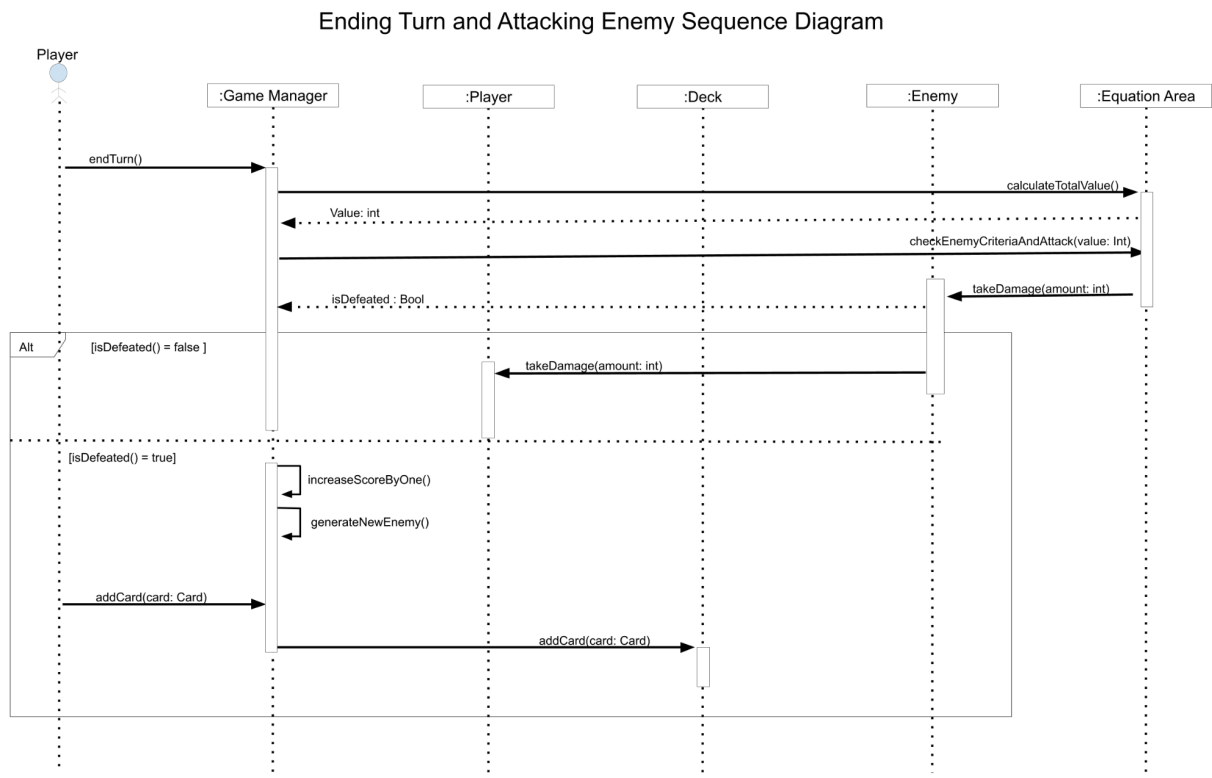 Ending Turn and Attacking Enemy Sequence Diagram
Player
:Game Manager
:Player
:Deck
:Enemy
:Equation Area
endTurn()
calculateTotalValue()
Value: int
checkEnemyCriteriaAndAttack(value: Int)
takeDamage(amount: int)
isDefeated : Bool
Alt
[isDefeated() = false ]
takeDamage(amount: int)
[isDefeated() = true]
increaseScoreByOne()
generateNewEnemy()
addCard(card: Card)
addCard(card: Card)